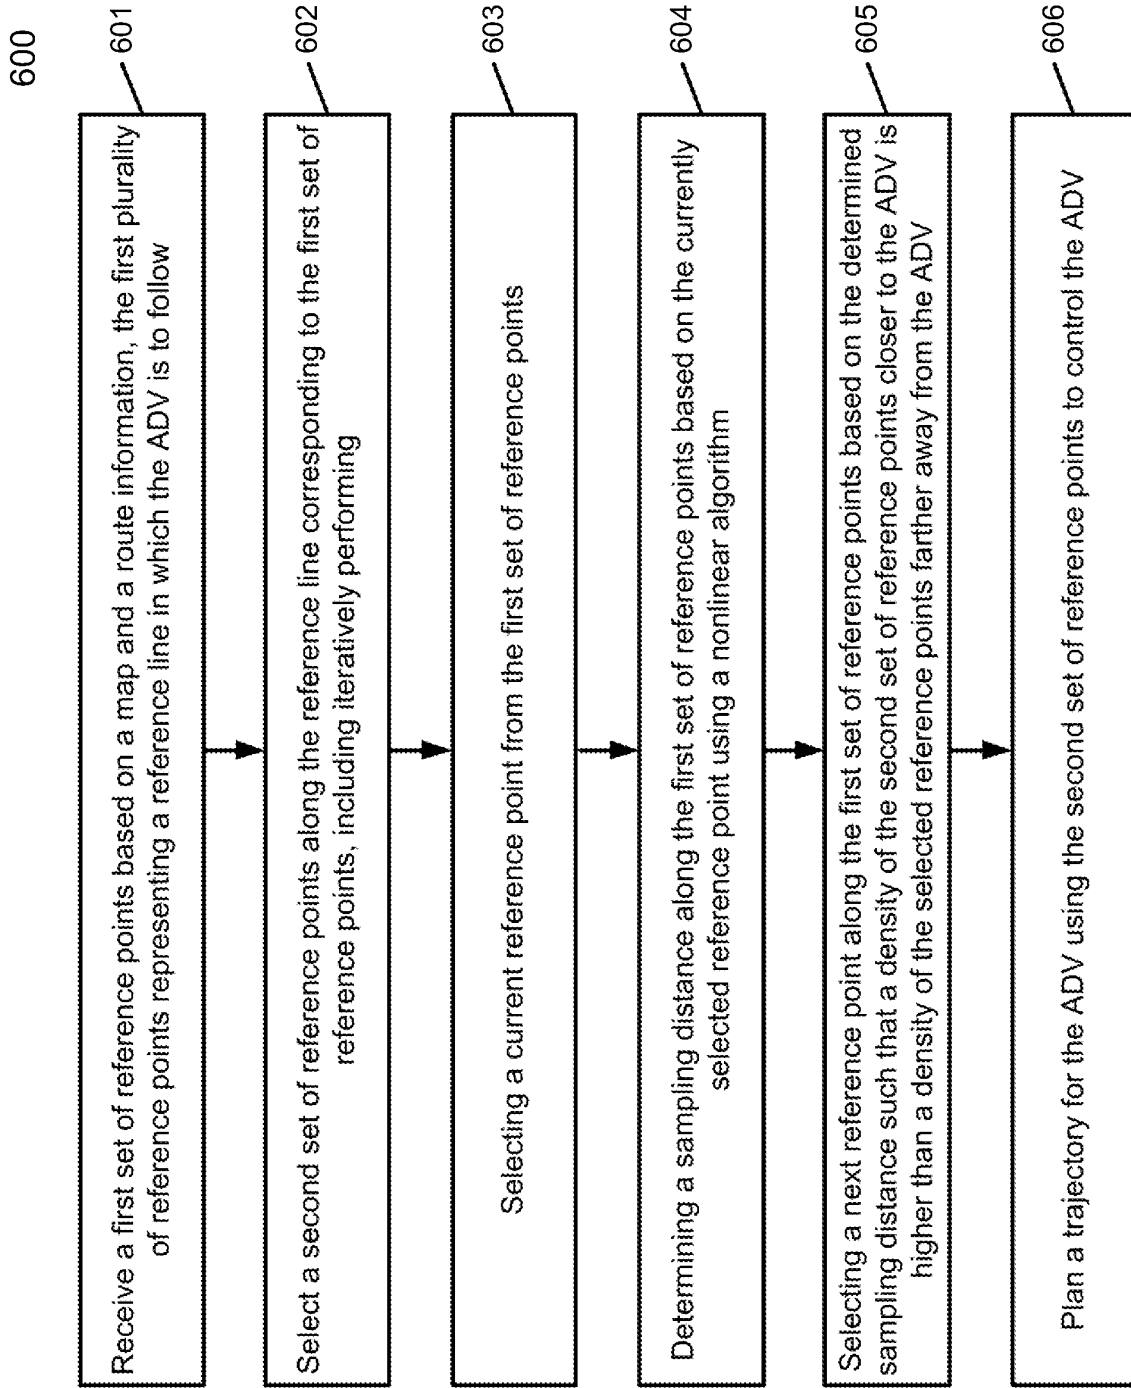 600
Receive a first set of reference points based on a map and a route information, the first plurality
of reference points representing a reference line in which the ADV is to follow
601
Select a second set of reference points along the reference line corresponding to the first set of
reference points, including iteratively performing
602
Selecting a current reference point from the first set of reference points
603
Determining a sampling distance along the first set of reference points based on the currently
selected reference point using a nonlinear algorithm
604
Selecting a next reference point along the first set of reference points based on the determined
sampling distance such that a density of the second set of reference points closer to the ADV is
higher than a density of the selected reference points farther away from the ADV
605
Plan a trajectory for the ADV using the second set of reference points to control the ADV
606